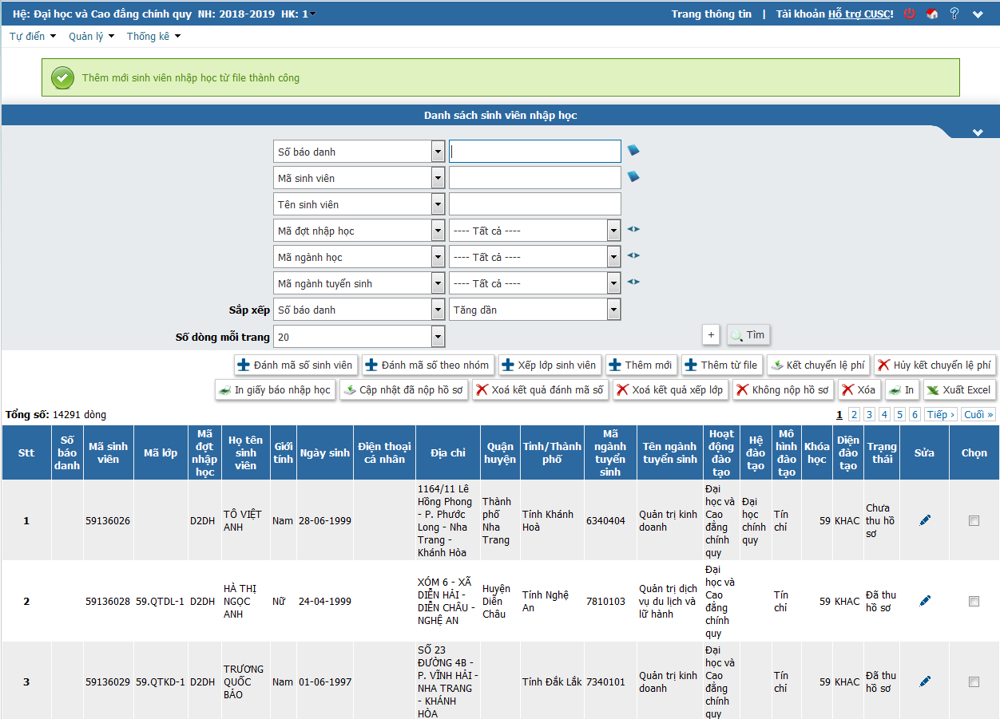 Hệ: Đại học và Cao đẳng chính quy NH: 2018-2019 HK: 1
Trang thông tin | Tài khoản Hỗ trợ CUSC!
Tự điển Quản lý Thống kê
Thêm mới sinh viên nhập học từ file thành công
Danh sách sinh viên nhập học
Số báo danh
Mã sinh viên
Tên sinh viên
Mã đợt nhập học ---- Tất cả ----
Mã ngành học ---- Tất cả ----
Mã ngành tuyển sinh ---- Tất cả ----
Sắp xếp Số báo danh Tăng dần
Số dòng mỗi trang 20 + Tìm
Đánh mã số sinh viên Đánh mã số theo nhóm Xếp lớp sinh viên Thêm mới Thêm từ file Kết chuyển lệ phí Hủy kết chuyển lệ phí
In giấy báo nhập học Cập nhật đã nộp hồ sơ Xoá kết quả đánh mã số Xoá kết quả xếp lớp Không nộp hồ sơ Xóa In Xuất Excel
Tổng số: 14291 dòng
1 2 3 4 5 6 Tiếp › Cuối »
Stt
Số
báo
danh
Mã sinh
viên
Mã lớp
Mã
đợt
nhập
học
Họ tên
sinh
viên
Giới
tính
Ngày sinh
Điện thoại
cá nhân
Địa chỉ
Quận
huyện
Tỉnh/Thành
phố
Mã
ngành
tuyển
sinh
Tên ngành
tuyển sinh
Hoạt
động
đào
tạo
Hệ
đào
tạo
Mô
hình
đào
tạo
Khóa
học
Diện
đào
tạo
Trạng
thái
Sửa
Chọn
1
59136026
D2DH
TÔ VIỆT
ANH
Nam
28-06-1999
1164/11 Lê
Hồng Phong
- P. Phước
Long - Nha
Trang -
Khánh Hòa
Thành
phố
Nha
Trang
Tỉnh Khánh
Hoà
6340404
Quản trị kinh
doanh
Đại
học và
Cao
đẳng
chính
quy
Đại
học
chính
quy
Tín
chỉ
59
KHAC
Chưa
thu hồ
sơ
2
59136028
59.QTDL-1
D2DH
HÀ THỊ
NGỌC
ANH
Nữ
24-04-1999
XÓM 6 - XÃ
DIỄN HẢI -
DIỄN CHÂU -
NGHỆ AN
Huyện
Diễn
Châu
Tỉnh Nghệ
An
7810103
Quản trị dịch
vụ du lịch và
lữ hành
Đại
học và
Cao
đẳng
chính
quy
Tín
chỉ
59
KHAC
Đã thu
hồ sơ
3
59136029
59.QTKD-1
D2DH
TRƯƠNG
QUỐC
BẢO
Nam
01-06-1997
SỐ 23
ĐƯỜNG 4B -
P. VĨNH HẢI -
NHA TRANG
- KHÁNH
HÒA
Tỉnh Đắk Lắk
7340101
Quản trị kinh
doanh
Đại
học và
Cao
đẳng
chính
quy
Tín
chỉ
59
KHAC
Đã thu
hồ sơ